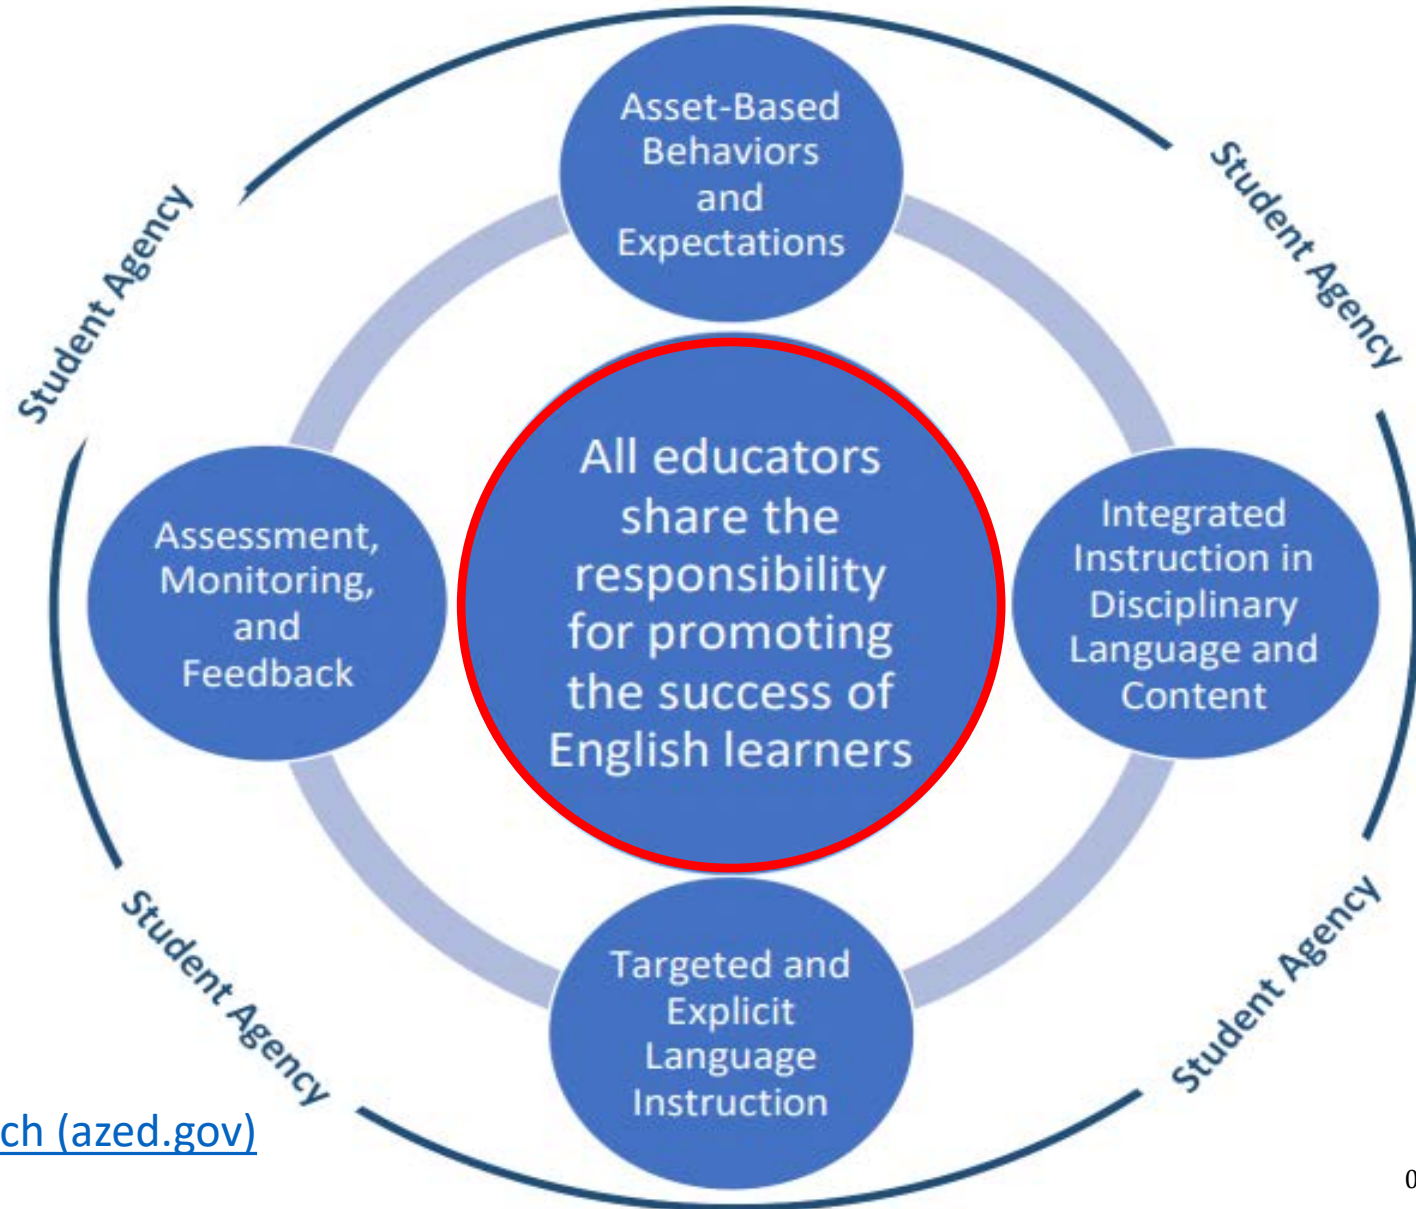 Asset-Based
Behaviors
and
Expectations
Student Agency
Student Agency
All educators
share the
responsibility
for promoting
the success of
English learners
Assessment,
Monitoring,
and
Feedback
Integrated
Instruction in
Disciplinary
Language and
Content
Targeted and
Explicit
Language
Instruction
Student Agency
Student Agency
ch (azed.gov)
0